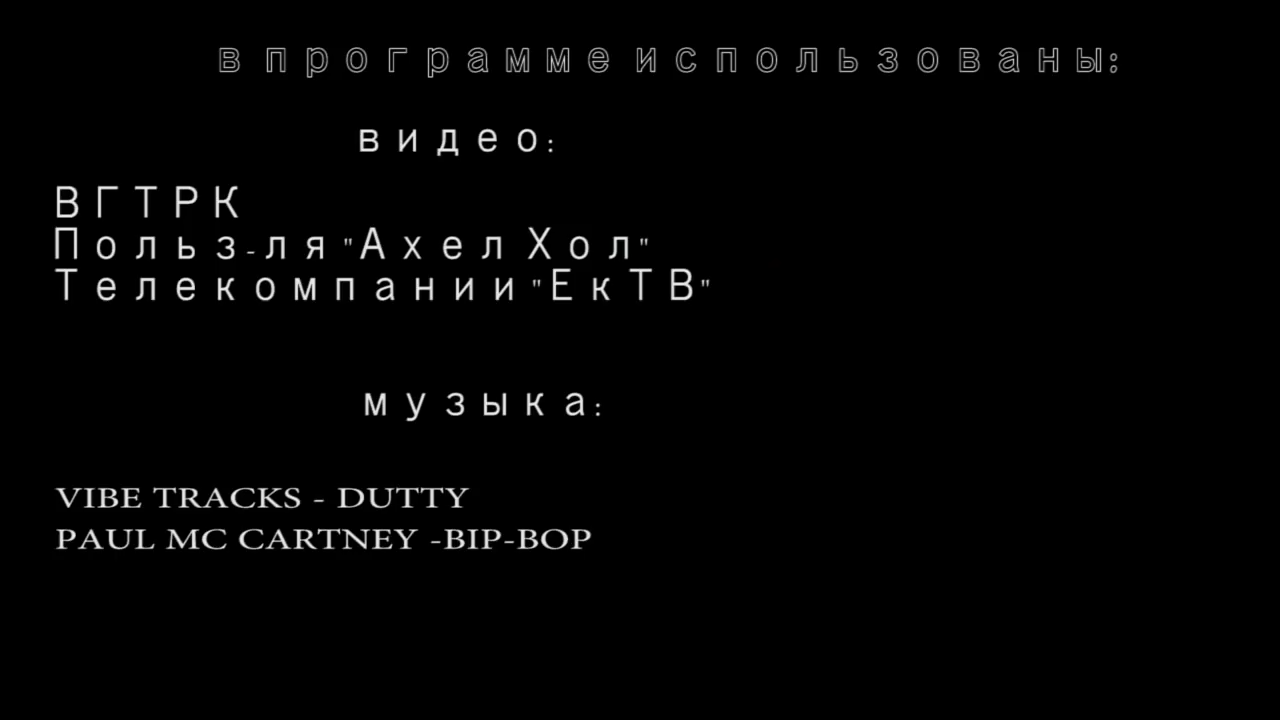 в программе использованы:
видео:
ВГТРК
Польз-ля "Ахел Хол"
Телекомпании "ЕкТВ"
музыка:
VIBE TRACKS - DUTTY
PAUL MC CARTNEY -BIP-BOP